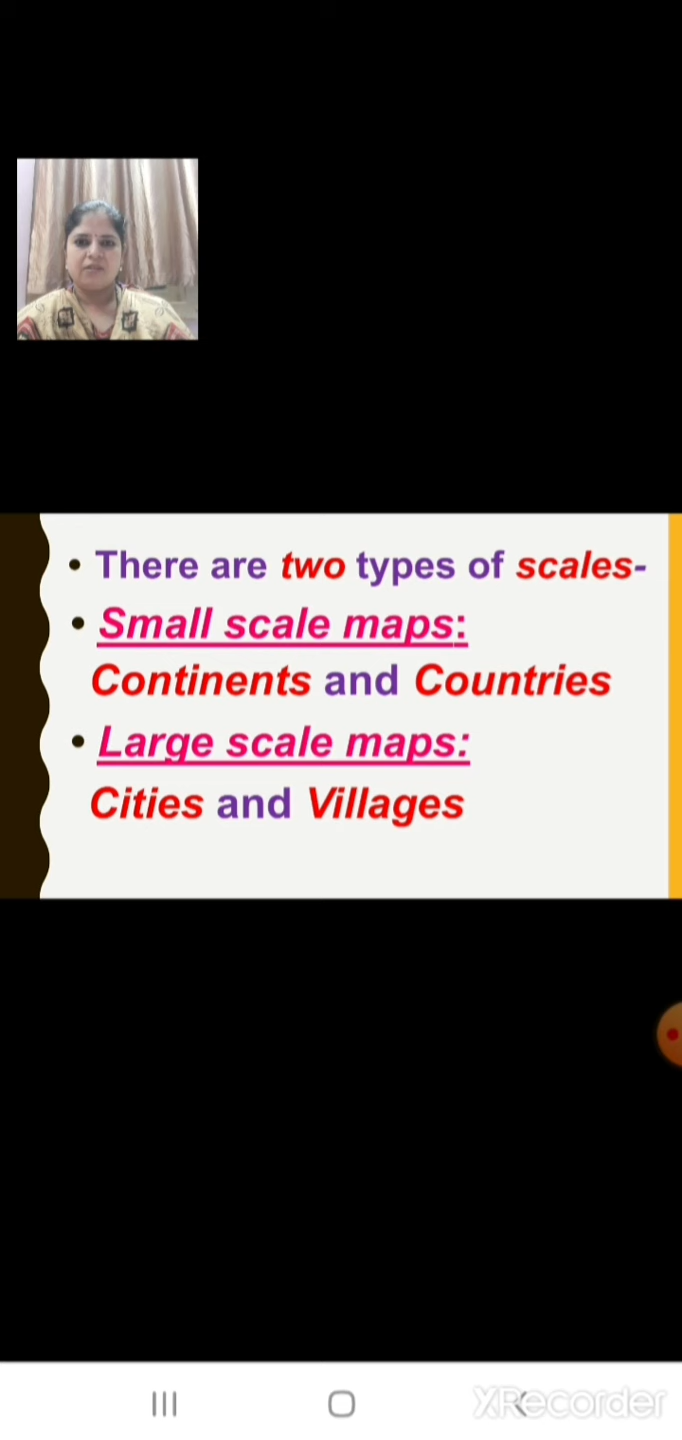 • There are two types of scales-
• Small scale maps:
Continents and Countries
• Large scale maps:
Cities and Villages
XRecorder